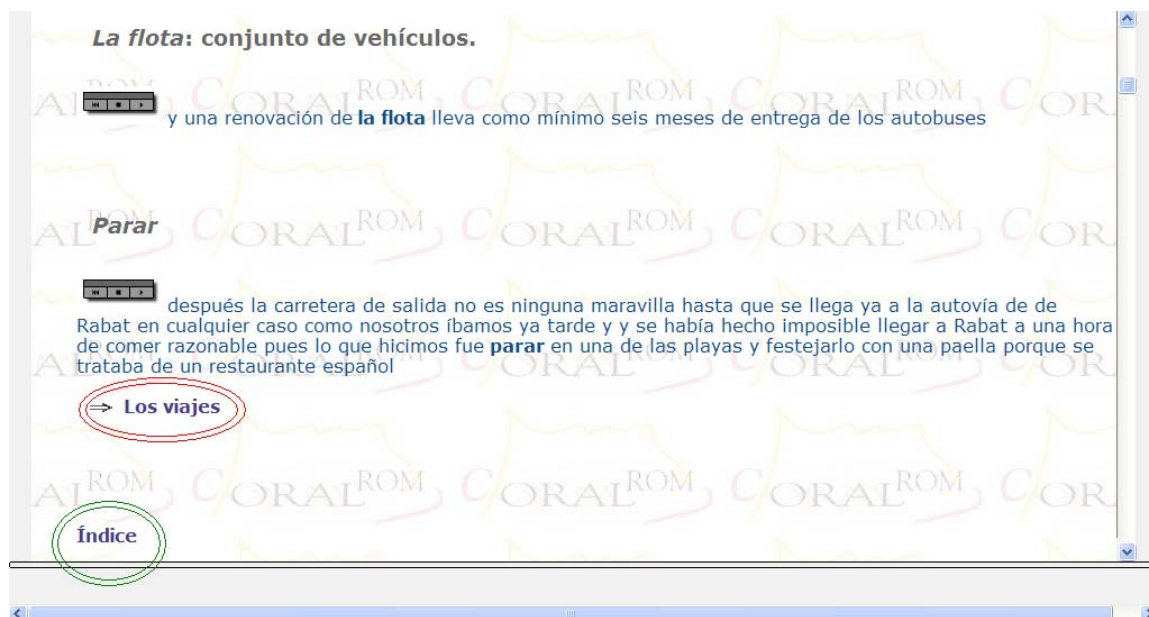 La flota: conjunto de vehículos.
y una renovación de la flota lleva como mínimo seis meses de entrega de los autobuses
Parar
después la carretera de salida no es ninguna maravilla hasta que se llega ya a la autovía de de
Rabat en cualquier caso como nosotros íbamos ya tarde y y se había hecho imposible llegar a Rabat a una hora
de comer razonable pues lo que hicimos fue parar en una de las playas y festejarlo con una paella porque se
trataba de un restaurante español
⇒ Los viajes
Índice